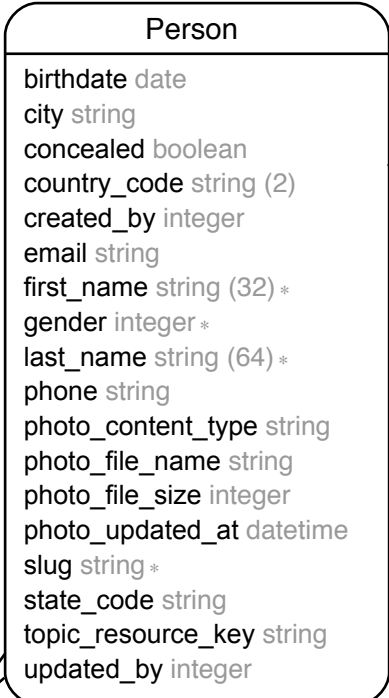 Person
birthdate date
city string
concealed boolean
country_code string (2)
created_by integer
email string
first_name string (32) *
gender integer *
last_name string (64) *
phone string
photo_content_type string
photo_file_name string
photo_file_size integer
photo_updated_at datetime
slug string *
state_code string
topic_resource_key string
updated_by integer